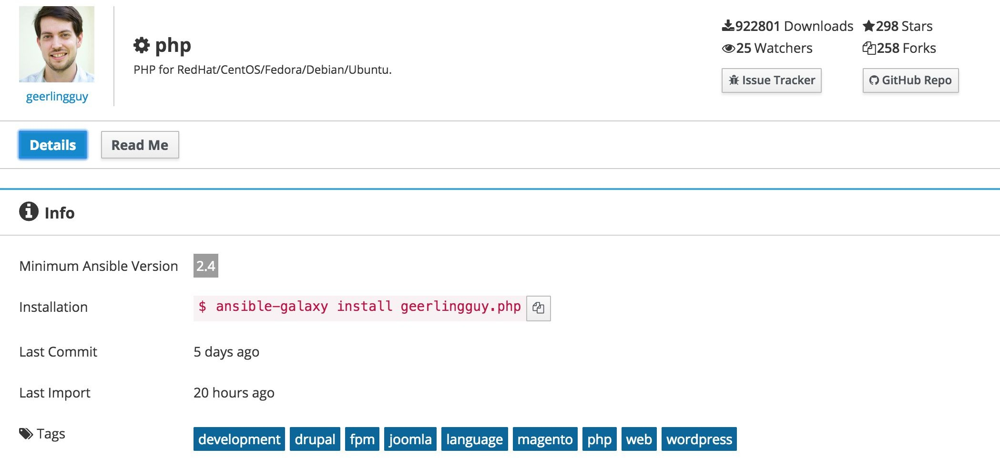 922801 Downloads 298 Stars
php
25 Watchers 258 Forks
PHP for RedHat/CentOS/Fedora/Debian/Ubuntu.
Issue Tracker GitHub Repo
geerlingguy
Details Read Me
Info
Minimum Ansible Version 2.4
Installation $ ansible-galaxy install geerlingguy.php
Last Commit 5 days ago
Last Import 20 hours ago
Tags development drupal fpm joomla language magento php web wordpress